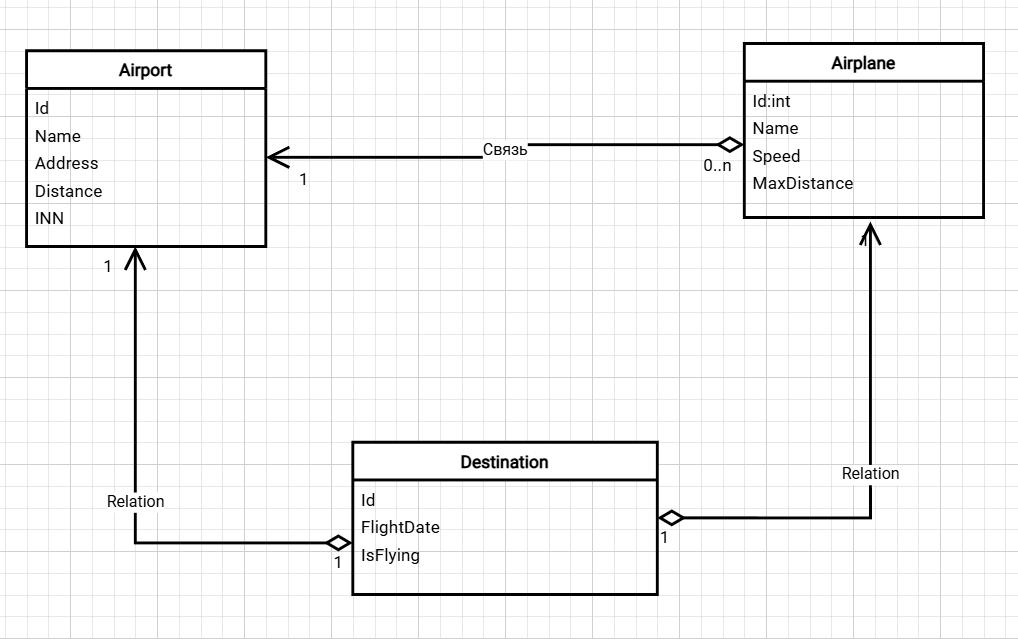 Airport
Id
Name
Address
Distance
INN
Airplane
Id:int
Name
Speed
MaxDistance
Связь
1
0..n
1
1
Relation
Relation
Destination
Id
FlightDate
IsFlying
1
1